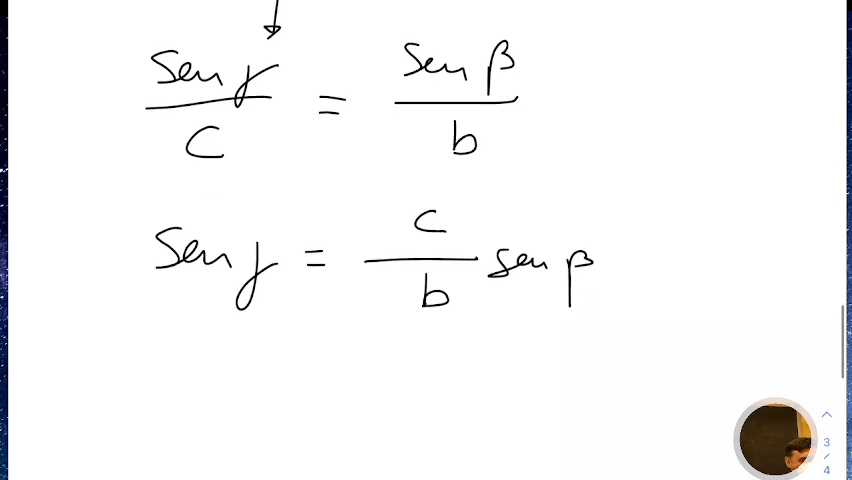 sen γ / c = sen β / b
sen γ = c / b sen β
3 / 4